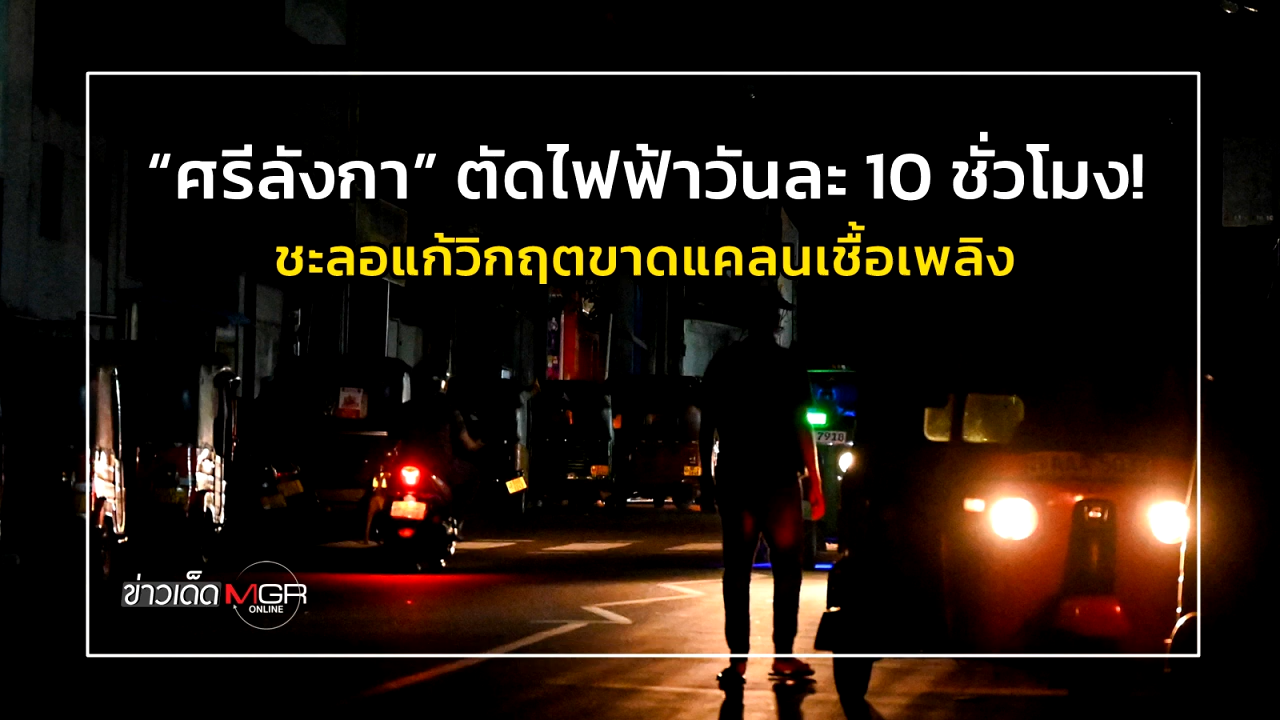 “ศรีลังกา” ตัดไฟฟ้าวันละ 10 ชั่วโมง!
ชะลอแก้วิกฤตขาดแคลนเชื้อเพลิง
7918
ข่าวเด็ด MGR
ONLINE